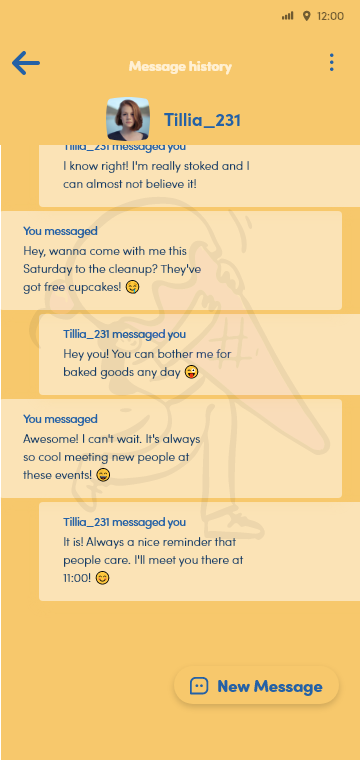 12:00
Message history
Tillia_231
Tillia_231 messaged you
I know right! I'm really stoked and I
can almost not believe it!
You messaged
Hey, wanna come with me this
Saturday to the cleanup? They've
got free cupcakes! 🤤
Tillia_231 messaged you
Hey you! You can bother me for
baked goods any day 😜
You messaged
Awesome! I can't wait. It's always
so cool meeting new people at
these events! 😄
Tillia_231 messaged you
It is! Always a nice reminder that
people care. I'll meet you there at
11:00! 😊
New Message